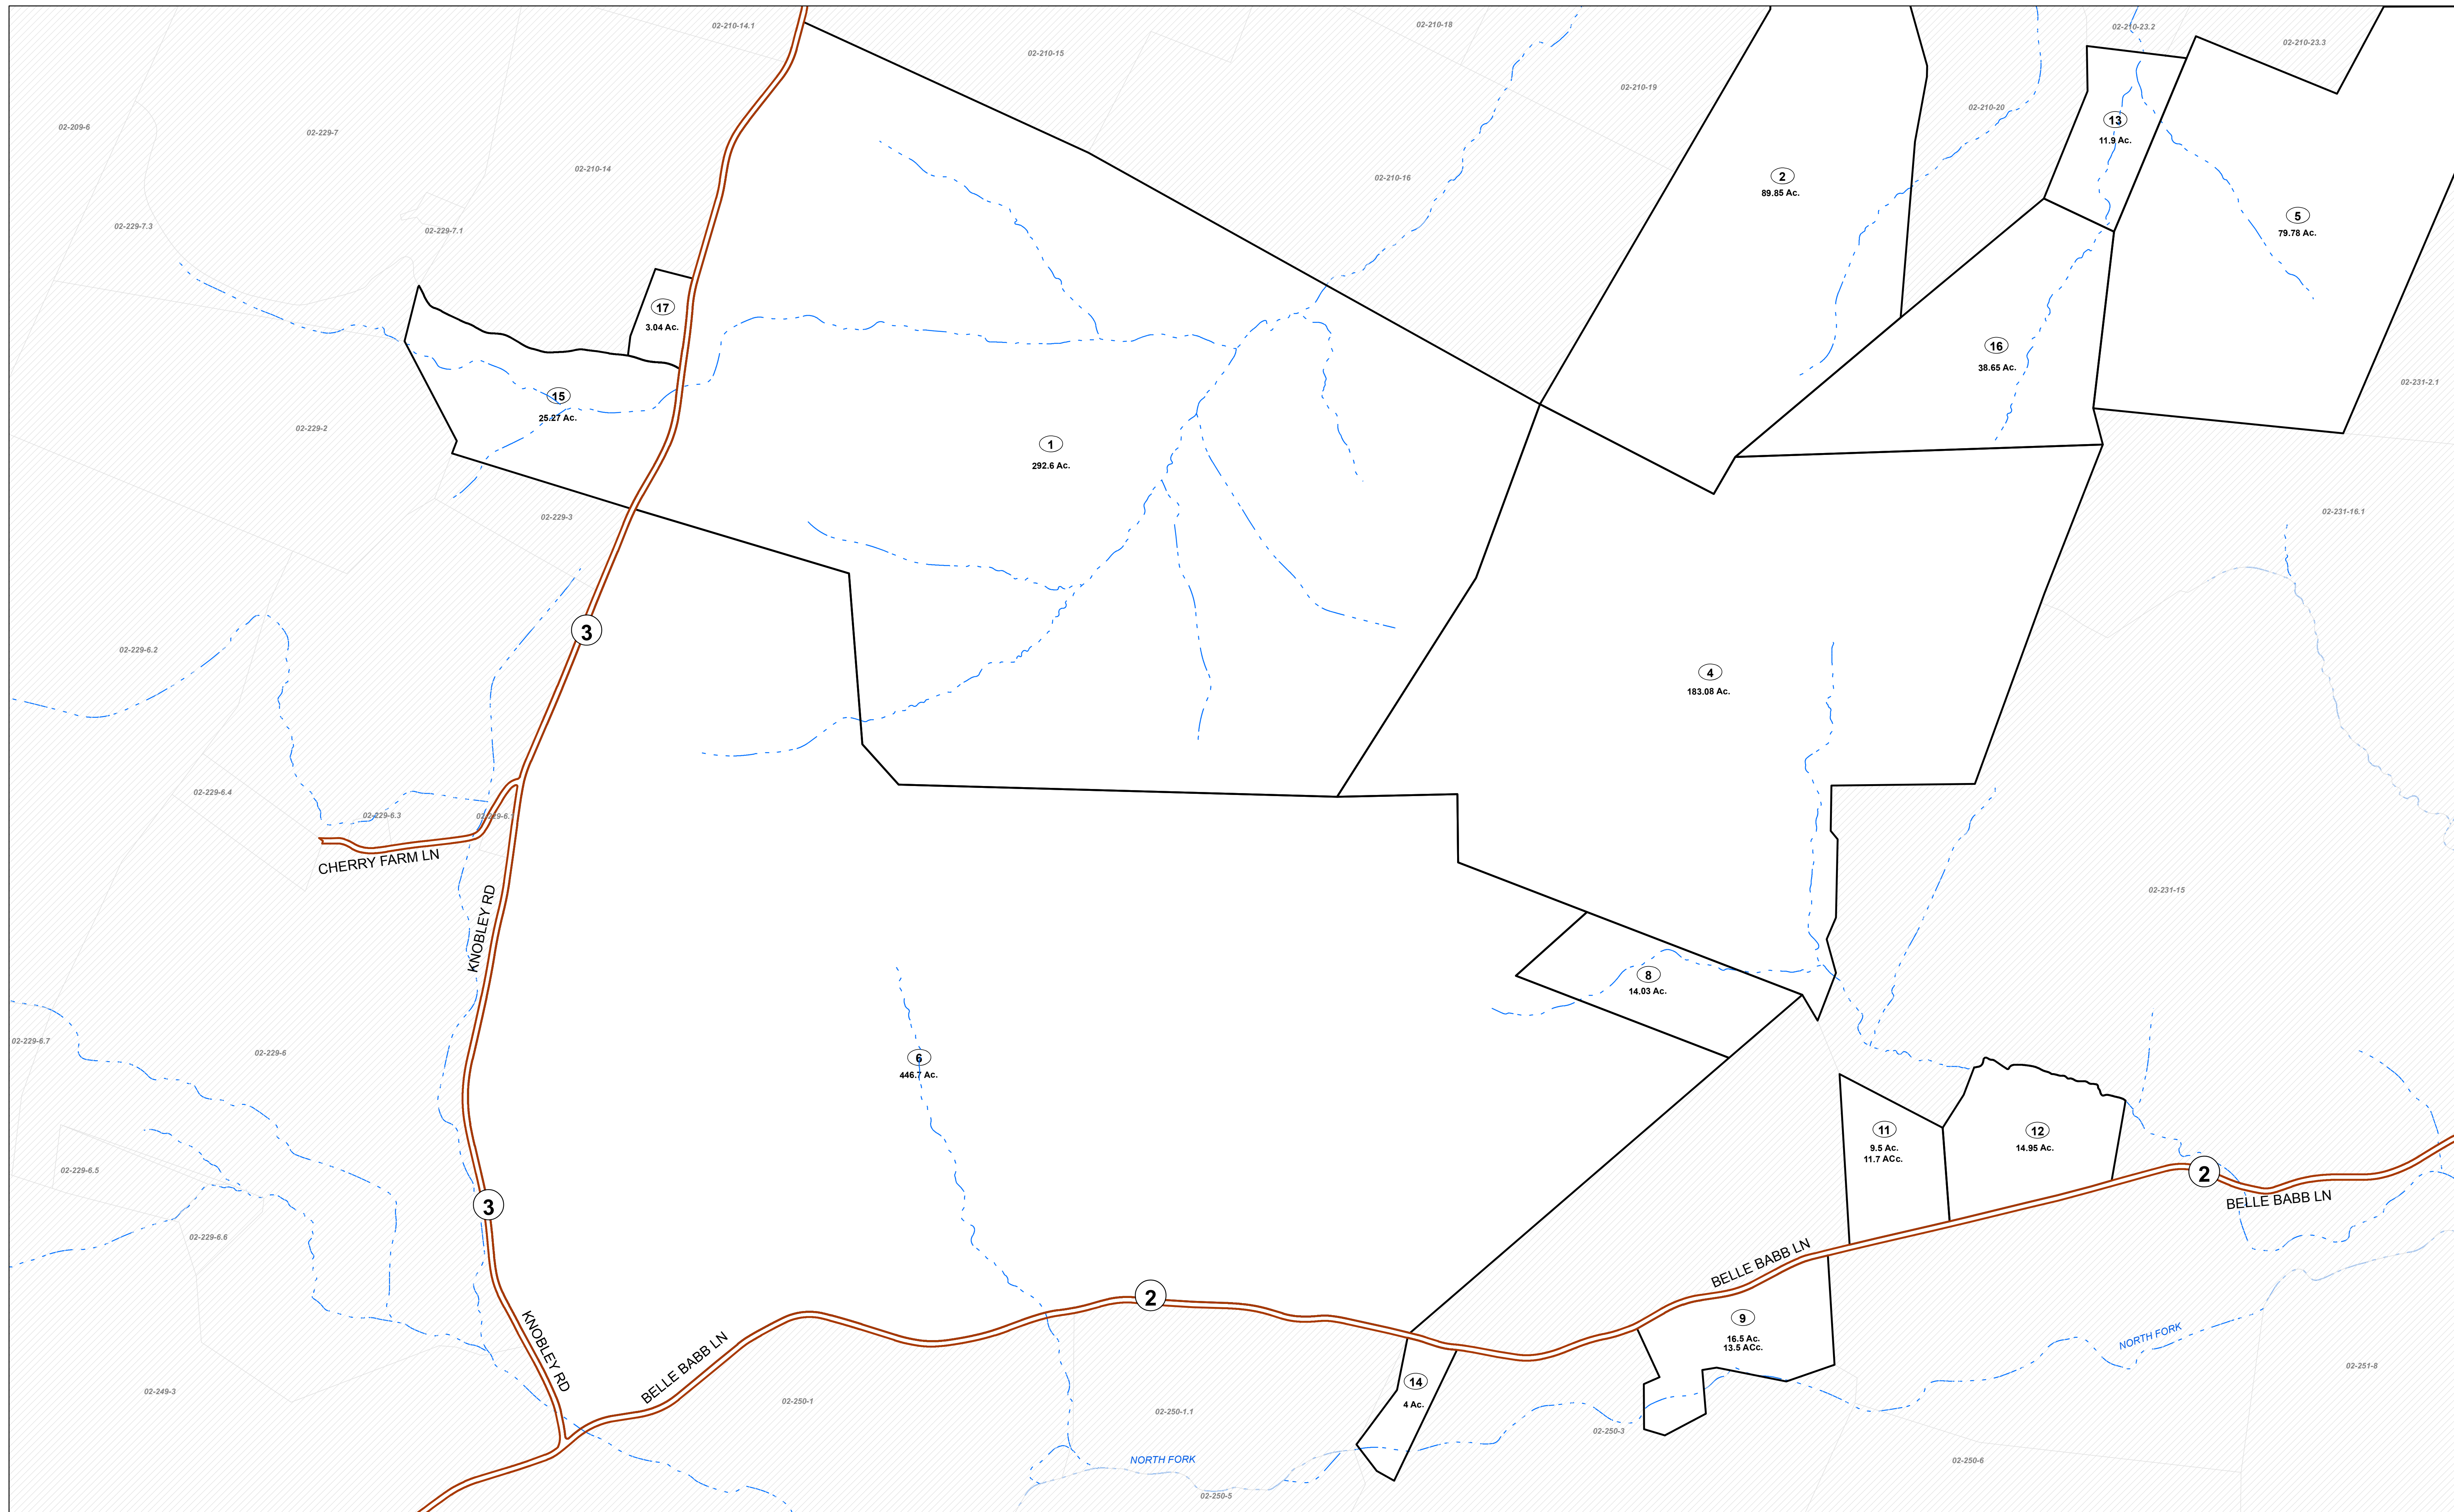 02-210-14.1
02-210-15
02-210-18
02-210-19
02-210-20
02-210-23.2
02-210-23.3
02-209-6
02-229-7
02-210-14
02-210-16
2
89.85 Ac.
13
11.9 Ac.
5
79.78 Ac.
02-229-7.3
02-229-7.1
17
3.04 Ac.
16
38.65 Ac.
02-231-2.1
15
25.27 Ac.
02-229-2
1
292.6 Ac.
02-229-3
02-231-16.1
3
02-229-6.2
4
183.08 Ac.
02-229-6.4
02-229-6.3
CHERRY FARM LN
KNOBLEY RD
02-231-15
8
14.03 Ac.
02-229-6.7
02-229-6
6
446.7 Ac.
11
9.5 Ac.
11.7 ACc.
12
14.95 Ac.
02-229-6.5
02-229-6.6
3
2
BELLE BABB LN
BELLE BABB LN
2
9
16.5 Ac.
13.5 ACc.
KNOBLEY RD
BELLE BABB LN
NORTH FORK
02-251-8
02-249-3
02-250-1
02-250-1.1
14
4 Ac.
02-250-3
NORTH FORK
02-250-6
02-250-5